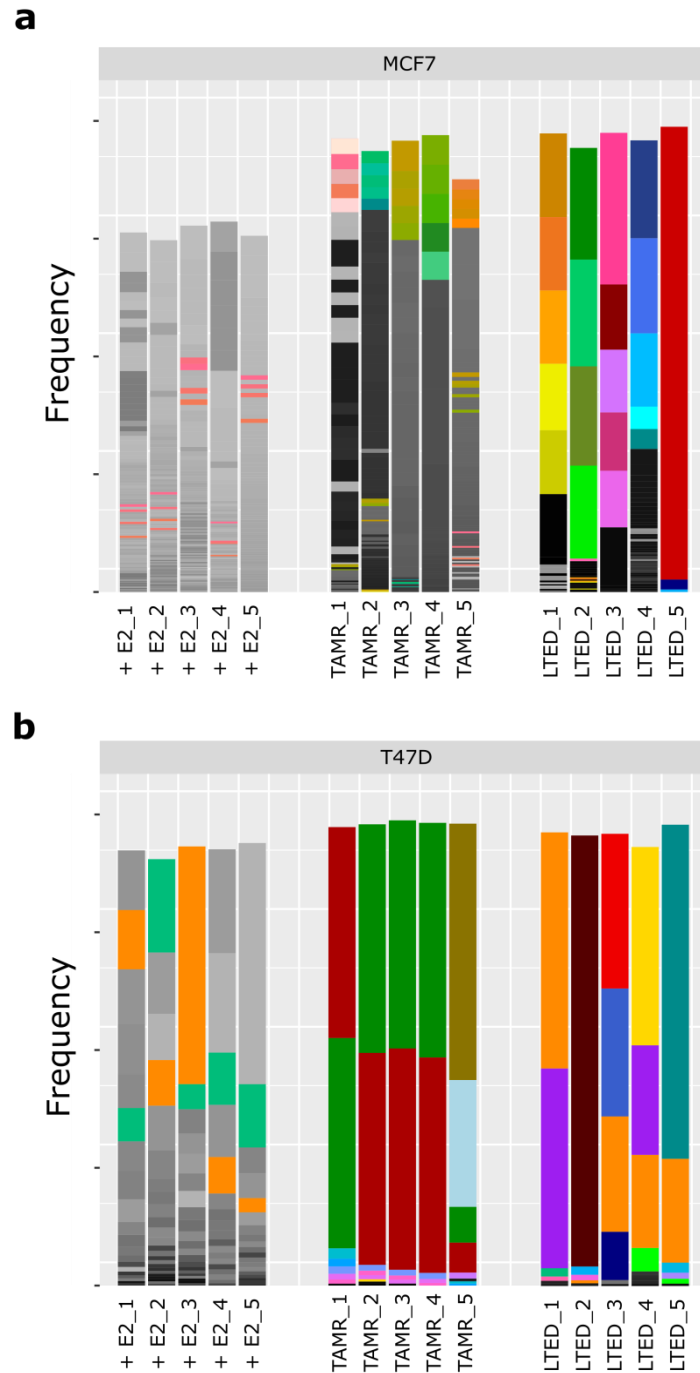 a
MCF7
Frequency
+ E2_1
+ E2_2
+ E2_3
+ E2_4
+ E2_5
TAMR_1
TAMR_2
TAMR_3
TAMR_4
TAMR_5
LTED_1
LTED_2
LTED_3
LTED_4
LTED_5
b
T47D
Frequency
+ E2_1
+ E2_2
+ E2_3
+ E2_4
+ E2_5
TAMR_1
TAMR_2
TAMR_3
TAMR_4
TAMR_5
LTED_1
LTED_2
LTED_3
LTED_4
LTED_5